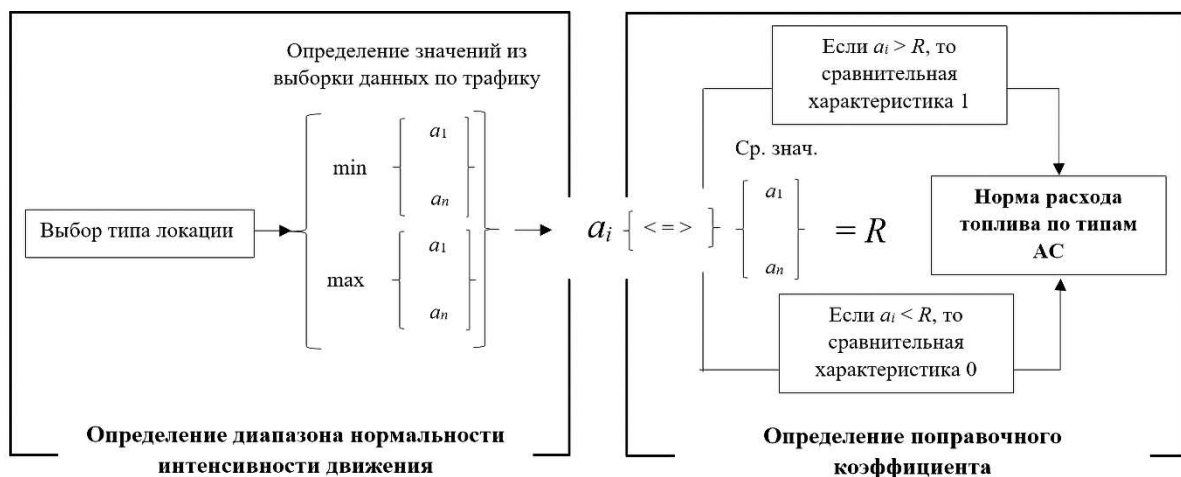 Определение значений из
выборки данных по трафику
Выбор типа локации
min
a1
an
max
a1
an
Определение диапазона нормальности
интенсивности движения
ai { < = > }
Ср. знач.
a1
an
= R
Если ai > R, то
сравнительная
характеристика 1
Норма расхода
топлива по типам
АС
Если ai < R, то
сравнительная
характеристика 0
Определение поправочного
коэффициента